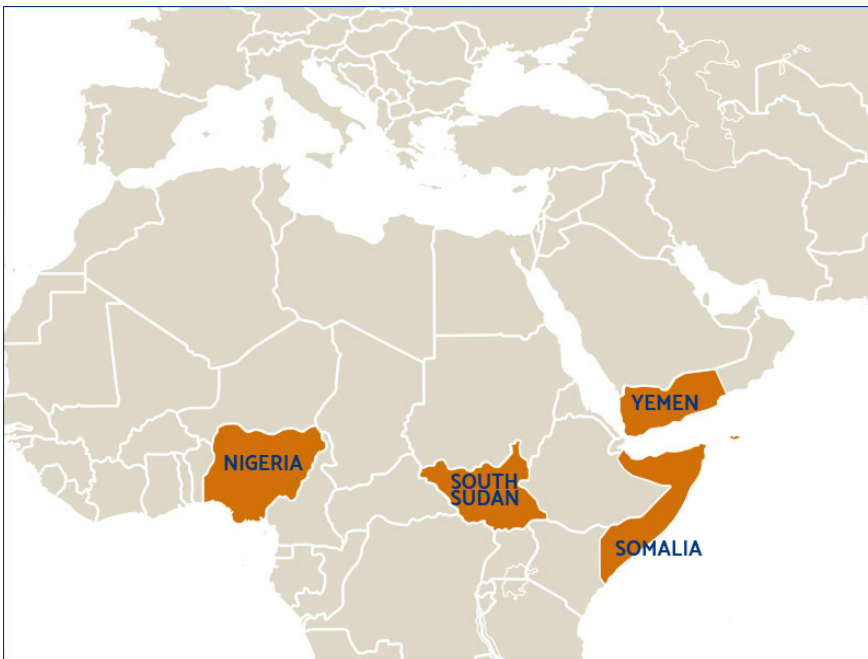 YEMEN
NIGERIA
SOUTH
SUDAN
SOMALIA